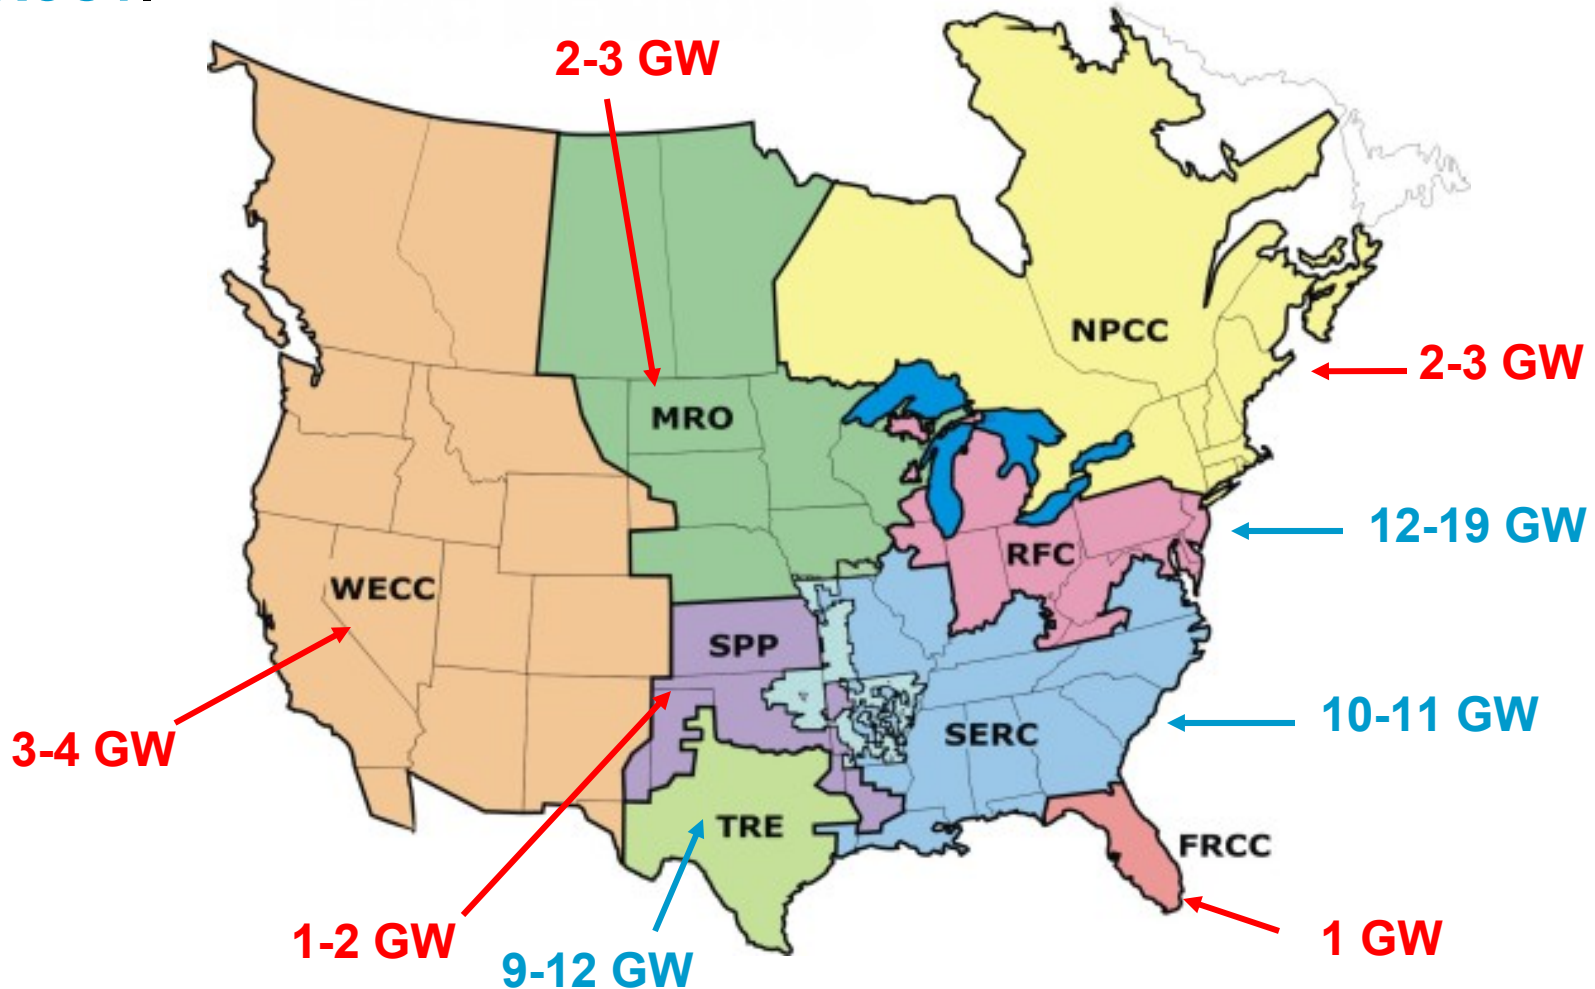 2-3 GW
NPCC
2-3 GW
MRO
12-19 GW
RFC
WECC
SPP
10-11 GW
SERC
3-4 GW
TRE
FRCC
1-2 GW
9-12 GW
1 GW